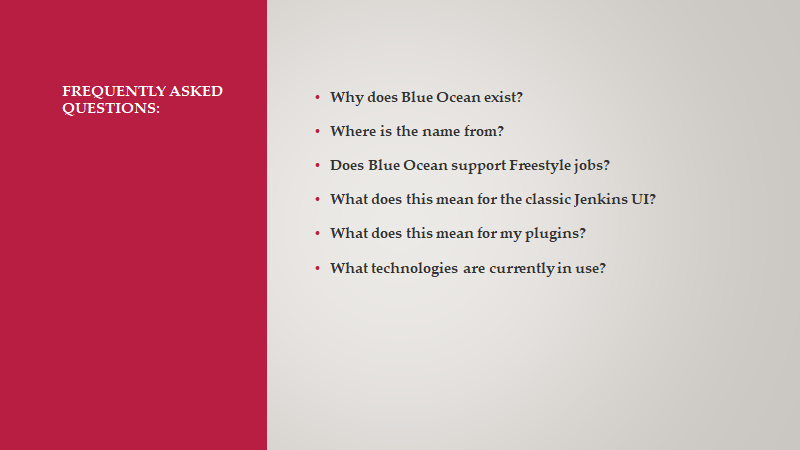 FREQUENTLY ASKED
QUESTIONS:
• Why does Blue Ocean exist?
• Where is the name from?
• Does Blue Ocean support Freestyle jobs?
• What does this mean for the classic Jenkins UI?
• What does this mean for my plugins?
• What technologies are currently in use?